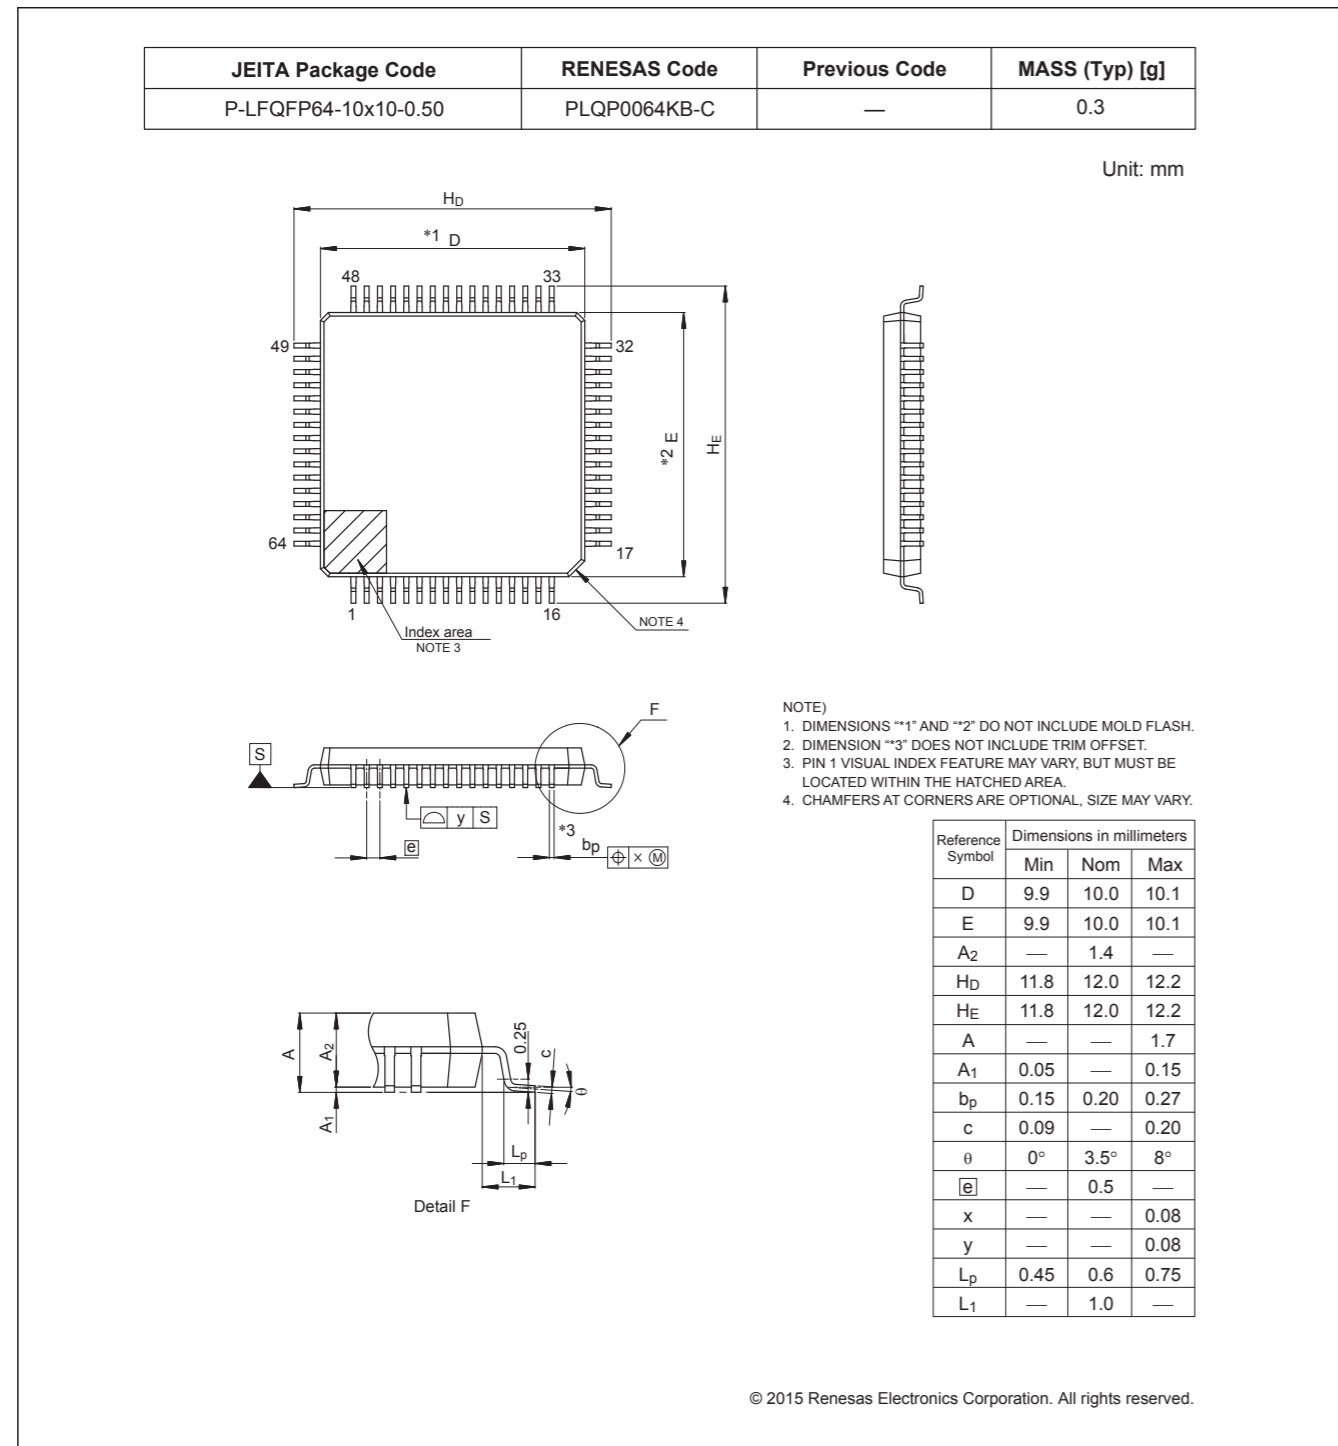 JEITA Package Code RENESAS Code Previous Code MASS (Typ) [g]
P-LFQFP64-10x10-0.50 PLQP0064KB-C — 0.3
Unit: mm
HD
*1 D
48 33
49 32
*2 E
HE
64 17
1 16
Index area
NOTE 3
NOTE 4
F
S
y S
e
*3
bp
× M
NOTE)
1. DIMENSIONS “*1” AND “*2” DO NOT INCLUDE MOLD FLASH.
2. DIMENSION “*3” DOES NOT INCLUDE TRIM OFFSET.
3. PIN 1 VISUAL INDEX FEATURE MAY VARY, BUT MUST BE
LOCATED WITHIN THE HATCHED AREA.
4. CHAMFERS AT CORNERS ARE OPTIONAL, SIZE MAY VARY.
Reference Symbol Dimensions in millimeters
Min Nom Max
D 9.9 10.0 10.1
E 9.9 10.0 10.1
A2 — 1.4 —
HD 11.8 12.0 12.2
HE 11.8 12.0 12.2
A — — 1.7
A1 0.05 — 0.15
bp 0.15 0.20 0.27
c 0.09 — 0.20
θ 0° 3.5° 8°
e — 0.5 —
x — — 0.08
y — — 0.08
Lp 0.45 0.6 0.75
L1 — 1.0 —
A
A2
A1
0.25
c
θ
Lp
L1
Detail F
© 2015 Renesas Electronics Corporation. All rights reserved.